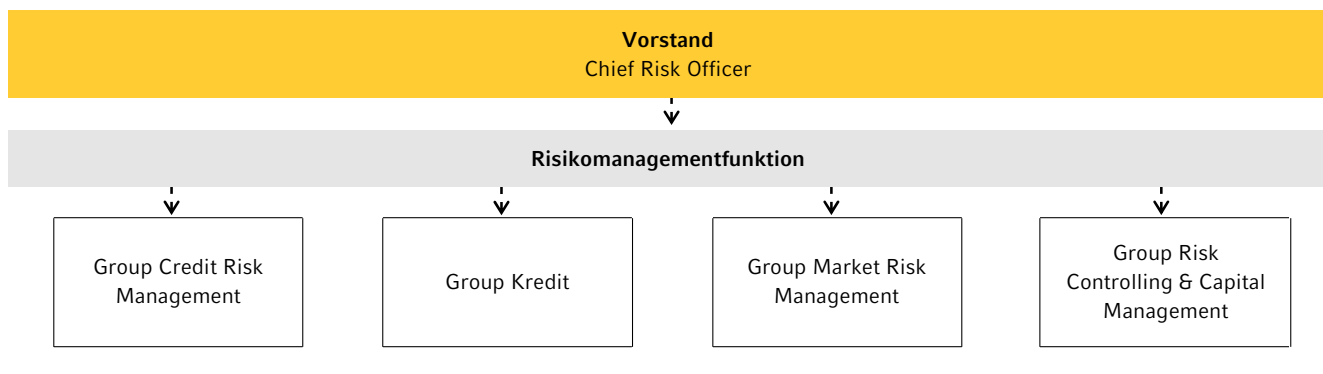 Vorstand
Chief Risk Officer
Risikomanagementfunktion
Group Credit Risk
Management
Group Kredit
Group Market Risk
Management
Group Risk
Controlling & Capital
Management